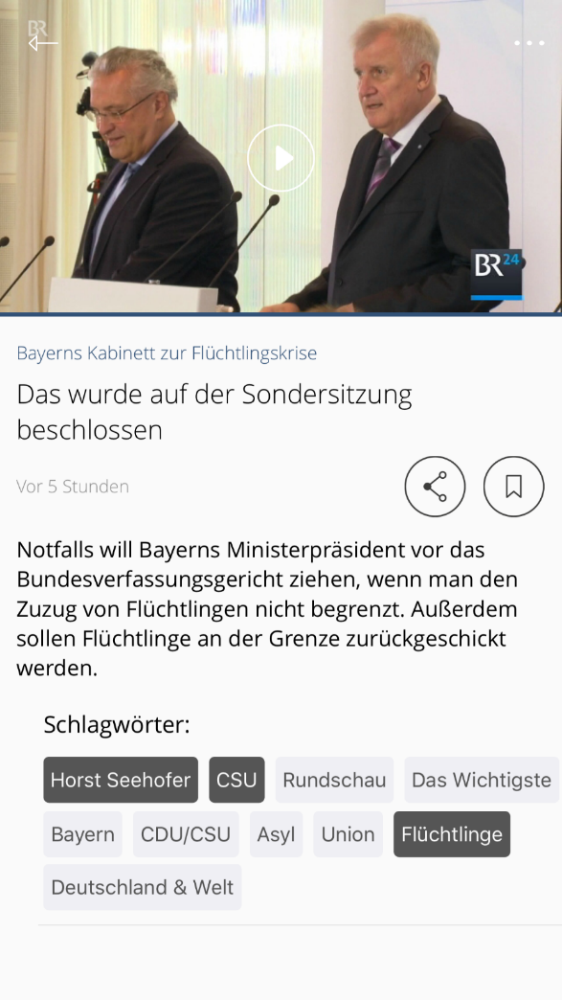 BR
BR24
Bayerns Kabinett zur Flüchtlingskrise
Das wurde auf der Sondersitzung
beschlossen
Vor 5 Stunden
Notfalls will Bayerns Ministerpräsident vor das
Bundesverfassungsgericht ziehen, wenn man den
Zuzug von Flüchtlingen nicht begrenzt. Außerdem
sollen Flüchtlinge an der Grenze zurückgeschickt
werden.
Schlagwörter:
Horst Seehofer CSU Rundschau Das Wichtigste
Bayern CDU/CSU Asyl Union Flüchtlinge
Deutschland & Welt